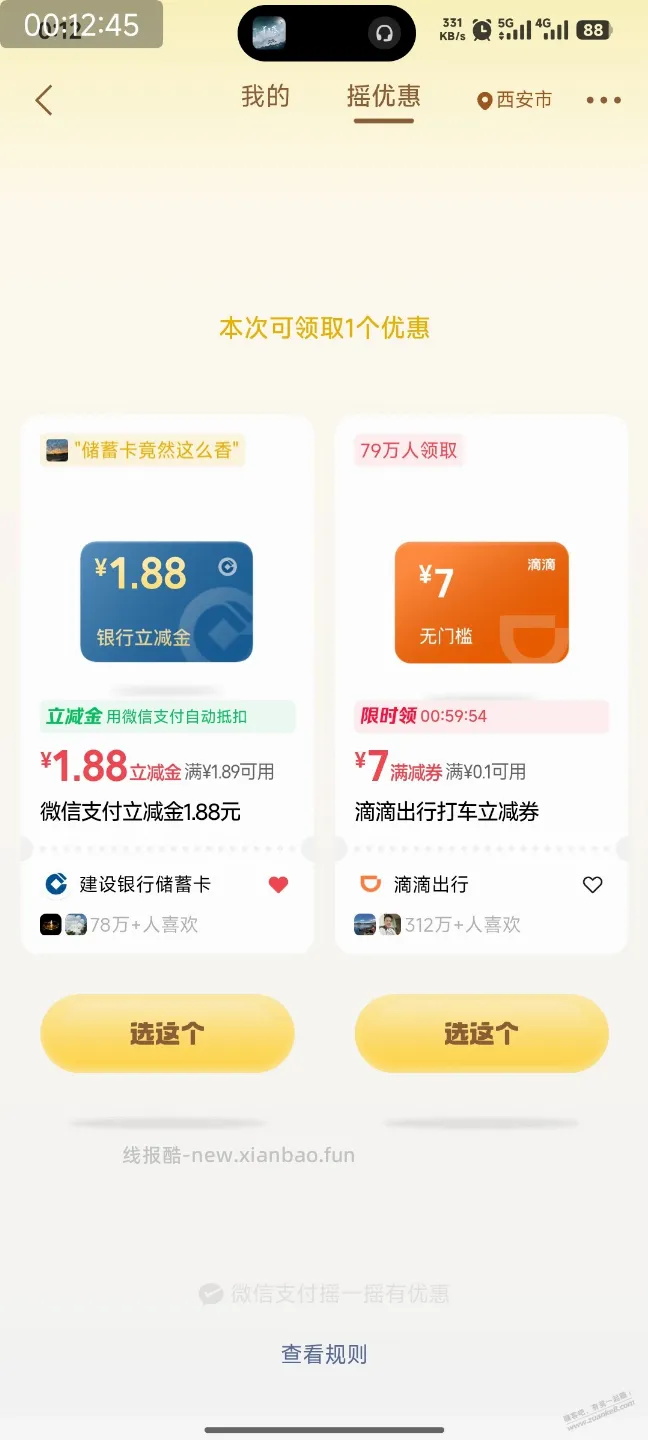 00:12:45
331
KB/s
5G
4G
88
我的
摇优惠
西安市
本次可领取1个优惠
"储蓄卡竟然这么香"
¥1.88
银行立减金
立减金 用微信支付自动抵扣
¥1.88立减金 满¥1.89可用
微信支付立减金1.88元
建设银行储蓄卡
78万+人喜欢
选这个
79万人领取
¥7
滴滴
无门槛
限时领 00:59:54
¥7满减券 满¥0.1可用
滴滴出行打车立减券
滴滴出行
312万+人喜欢
选这个
线报酷-new.xianbao.fun
微信支付摇一摇有优惠
查看规则
www.zuanke8.com